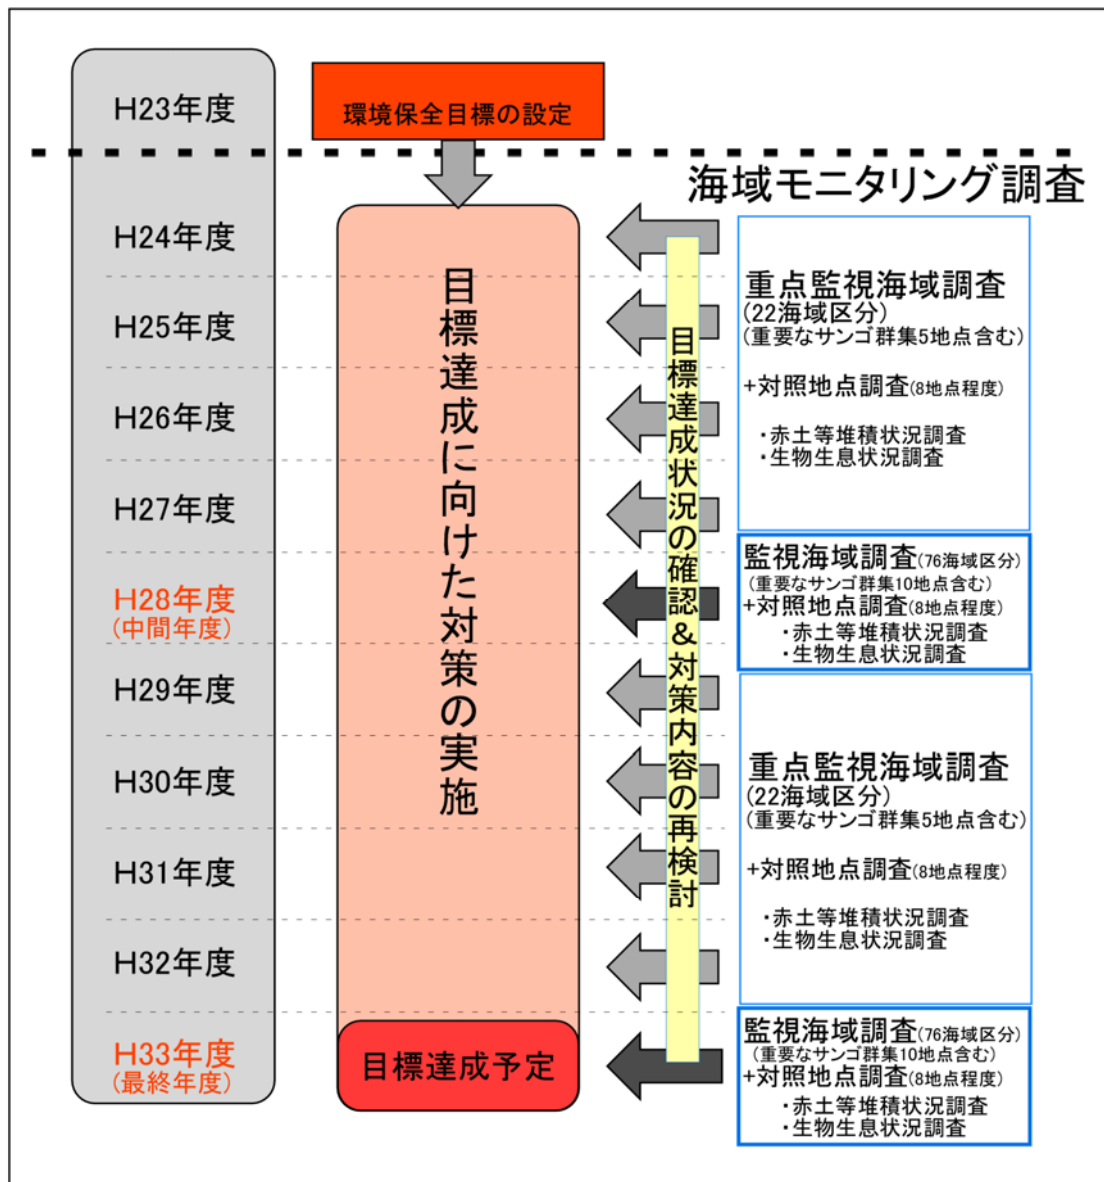 H23年度
環境保全目標の設定
海域モニタリング調査
H24年度
H25年度
H26年度
H27年度
H28年度
(中間年度)
H29年度
H30年度
H31年度
H32年度
H33年度
(最終年度)
目標達成に向けた対策の実施
目標達成予定
目標達成状況の確認&対策内容の再検討
重点監視海域調査
(22海域区分)
(重要なサンゴ群集5地点含む)
+対照地点調査(8地点程度)
・赤土等堆積状況調査
・生物生息状況調査
監視海域調査(76海域区分)
(重要なサンゴ群集10地点含む)
+対照地点調査(8地点程度)
・赤土等堆積状況調査
・生物生息状況調査
重点監視海域調査
(22海域区分)
(重要なサンゴ群集5地点含む)
+対照地点調査(8地点程度)
・赤土等堆積状況調査
・生物生息状況調査
監視海域調査(76海域区分)
(重要なサンゴ群集10地点含む)
+対照地点調査(8地点程度)
・赤土等堆積状況調査
・生物生息状況調査